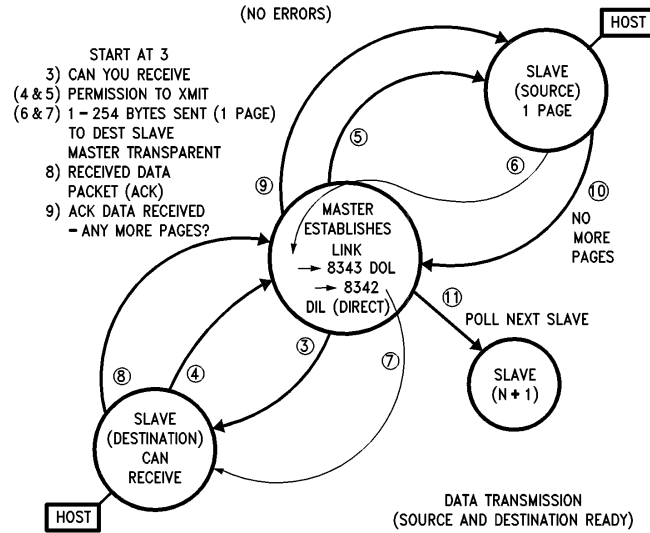 (NO ERRORS)
HOST
START AT 3
3) CAN YOU RECEIVE
(4 & 5) PERMISSION TO XMIT
(6 & 7) 1 – 254 BYTES SENT (1 PAGE)
TO DEST SLAVE
MASTER TRANSPARENT
8) RECEIVED DATA
PACKET (ACK)
9) ACK DATA RECEIVED
– ANY MORE PAGES?
SLAVE
(SOURCE)
1 PAGE
5
6
9
10
NO
MORE
PAGES
MASTER
ESTABLISHES
LINK
→ 8343 DOL
→ 8342
DIL (DIRECT)
11
POLL NEXT SLAVE
3
7
8
4
SLAVE
(N + 1)
SLAVE
(DESTINATION)
CAN
RECEIVE
HOST
DATA TRANSMISSION
(SOURCE AND DESTINATION READY)